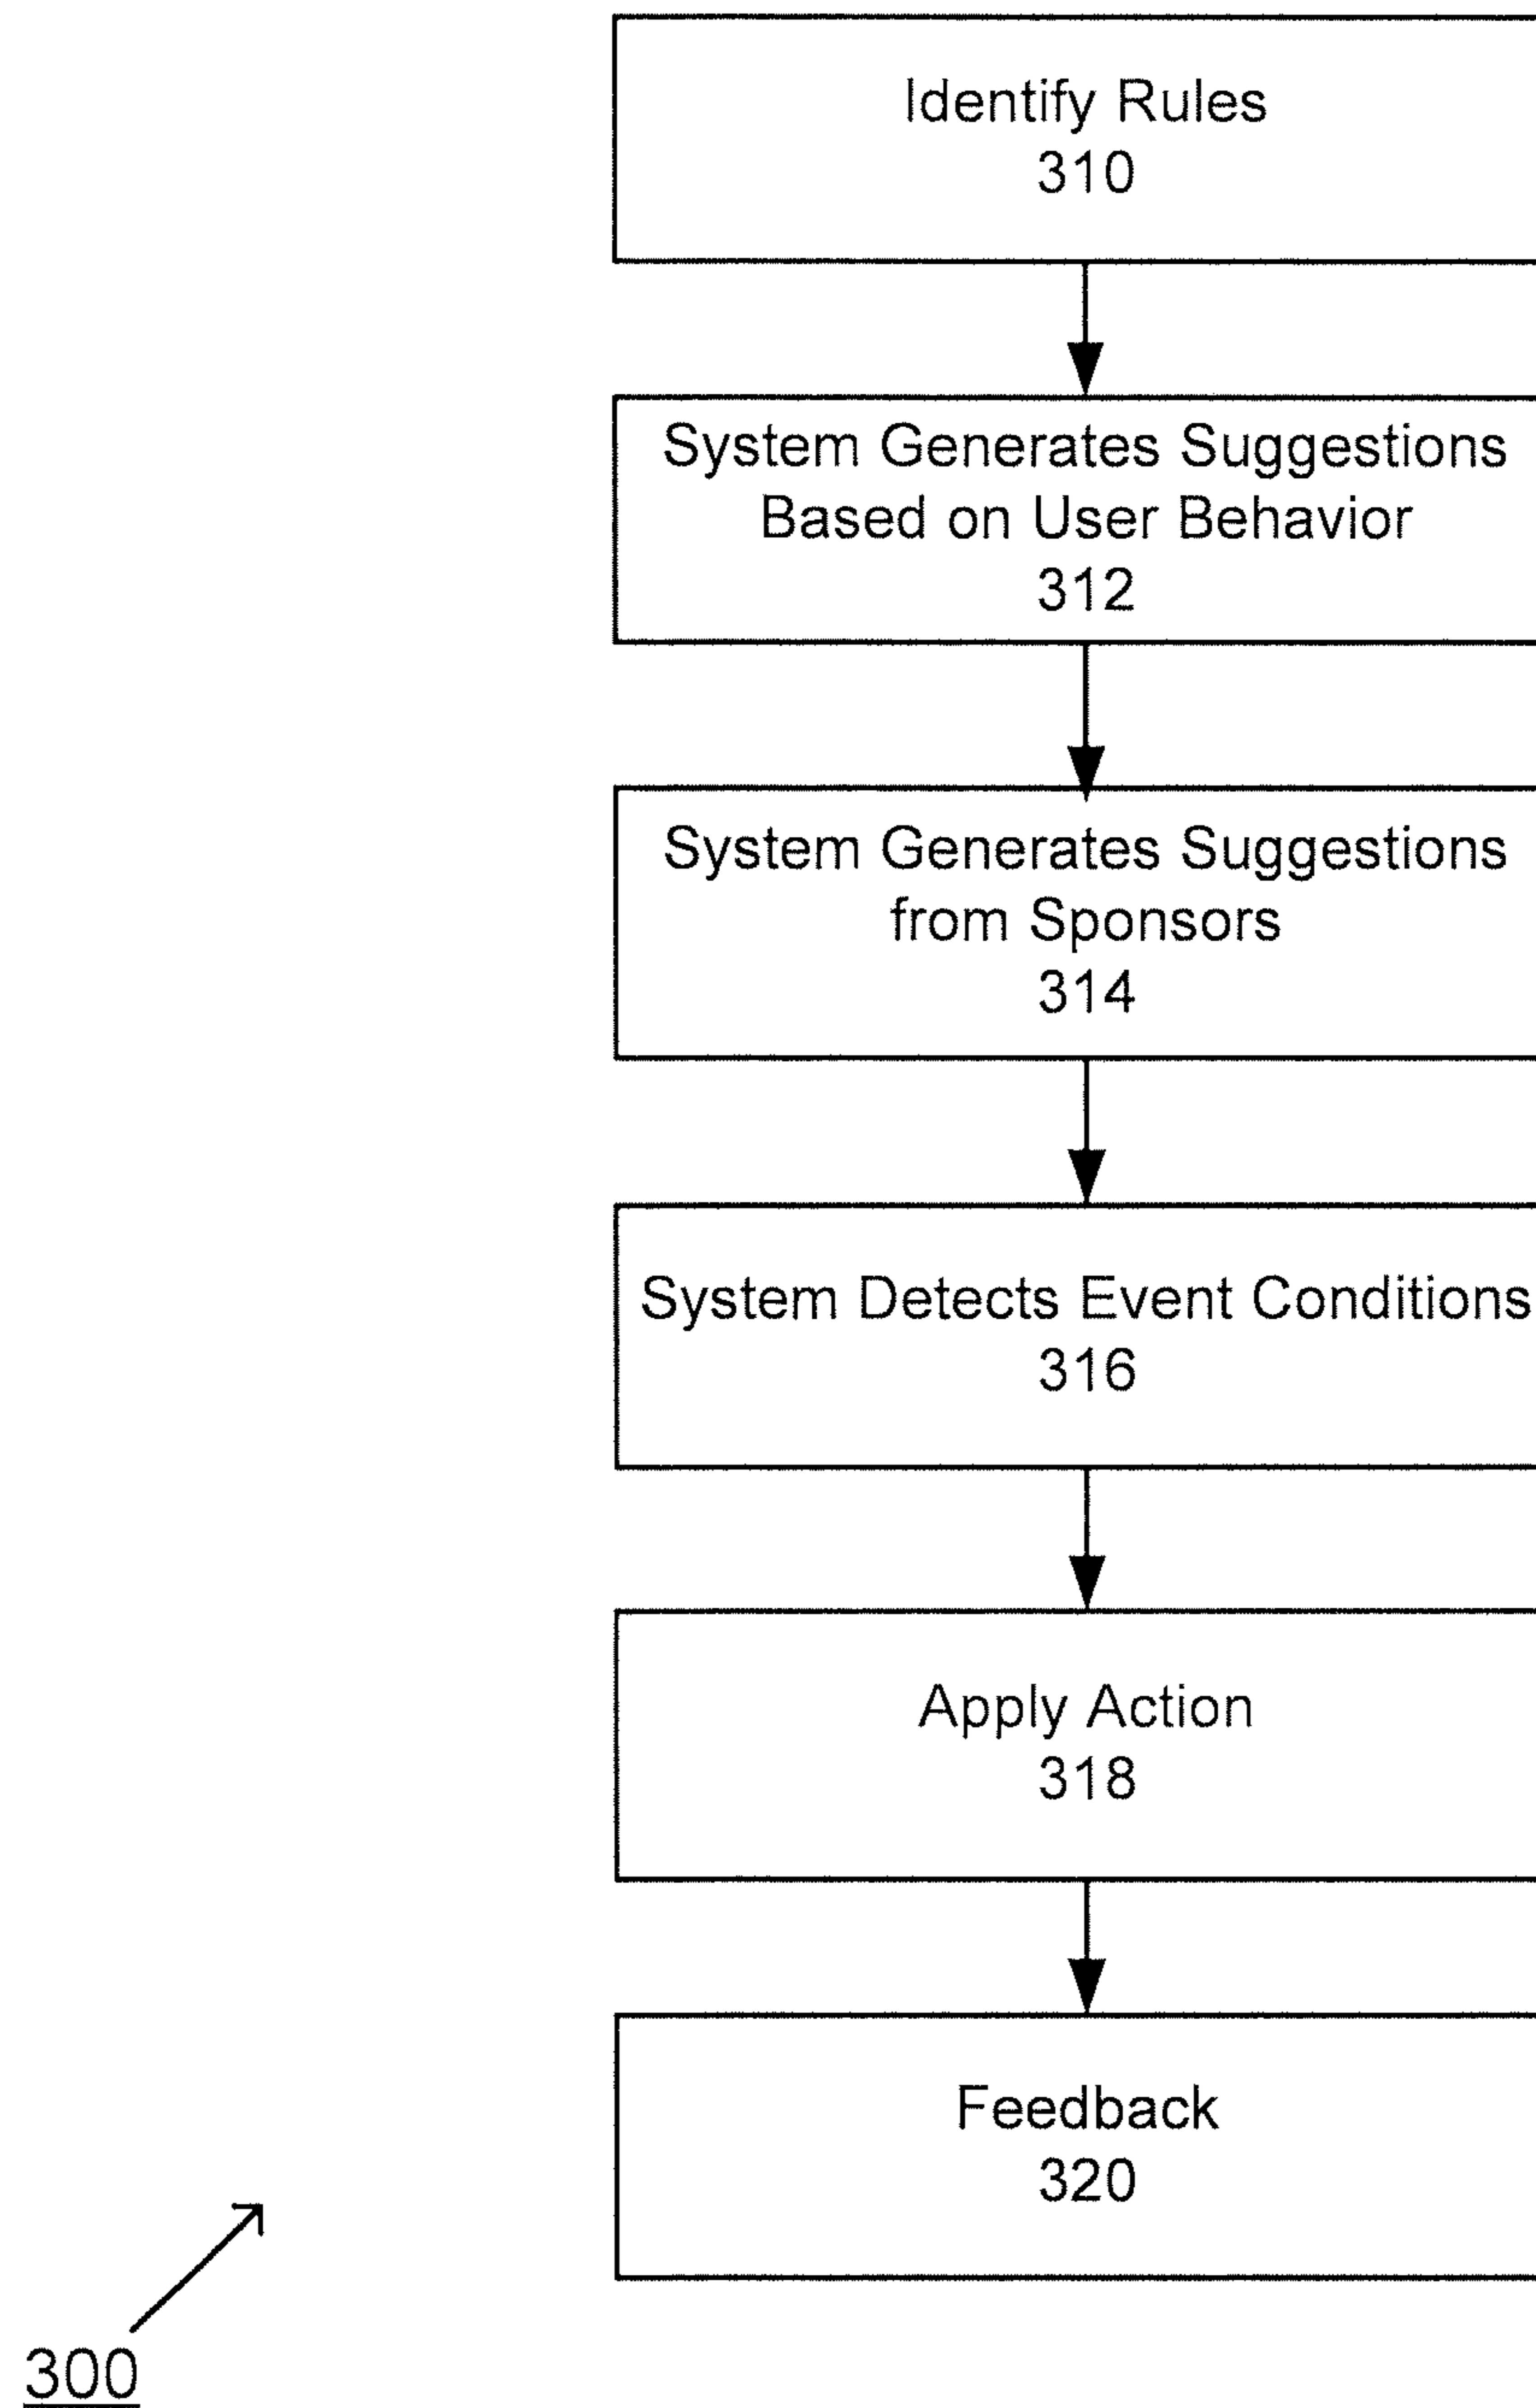 Identify Rules
310
System Generates Suggestions
Based on User Behavior
312
System Generates Suggestions
from Sponsors
314
System Detects Event Conditions
316
Apply Action
318
Feedback
320
300